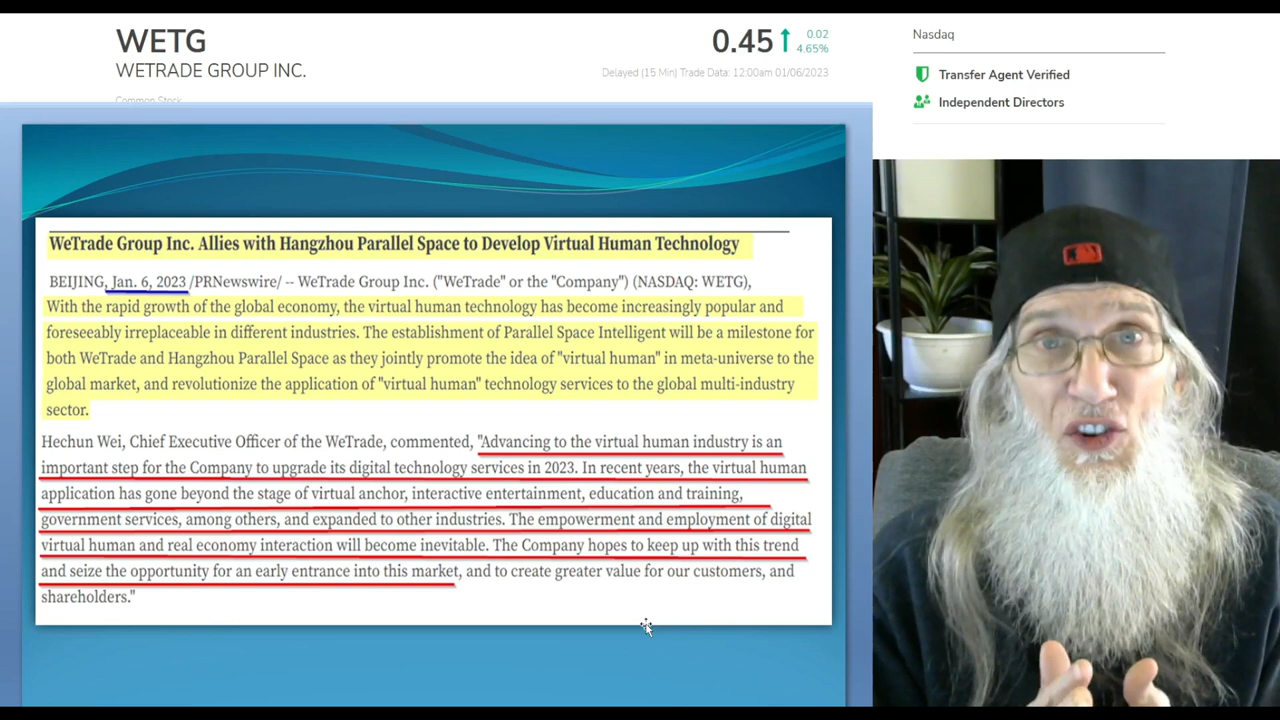 WETG
WETRADE GROUP INC.
Common Stock
0.45
0.02
4.65%
Delayed (15 Min) Trade Data: 12:00am 01/06/2023
Nasdaq
Transfer Agent Verified
Independent Directors
WeTrade Group Inc. Allies with Hangzhou Parallel Space to Develop Virtual Human Technology
BEIJING, Jan. 6, 2023 /PRNewswire/ -- WeTrade Group Inc. ("WeTrade" or the "Company") (NASDAQ: WETG),
With the rapid growth of the global economy, the virtual human technology has become increasingly popular and
foreseeably irreplaceable in different industries. The establishment of Parallel Space Intelligent will be a milestone for
both WeTrade and Hangzhou Parallel Space as they jointly promote the idea of "virtual human" in meta-universe to the
global market, and revolutionize the application of "virtual human" technology services to the global multi-industry
sector.
Hechun Wei, Chief Executive Officer of the WeTrade, commented, "Advancing to the virtual human industry is an
important step for the Company to upgrade its digital technology services in 2023. In recent years, the virtual human
application has gone beyond the stage of virtual anchor, interactive entertainment, education and training,
government services, among others, and expanded to other industries. The empowerment and employment of digital
virtual human and real economy interaction will become inevitable. The Company hopes to keep up with this trend
and seize the opportunity for an early entrance into this market, and to create greater value for our customers, and
shareholders."